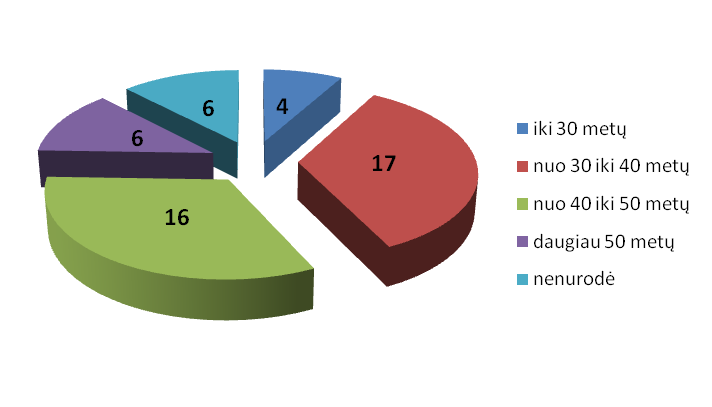 4
17
6
6
16
iki 30 metų
nuo 30 iki 40 metų
nuo 40 iki 50 metų
daugiau 50 metų
nenurodė